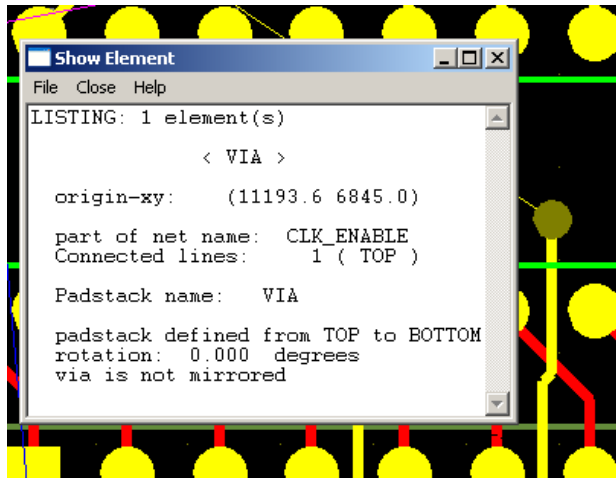 Show Element
File Close Help
LISTING: 1 element(s)
< VIA >
origin-xy: (11193.6 6845.0)
part of net name: CLK_ENABLE
Connected lines: 1 ( TOP )
Padstack name: VIA
padstack defined from TOP to BOTTOM
rotation: 0.000 degrees
via is not mirrored